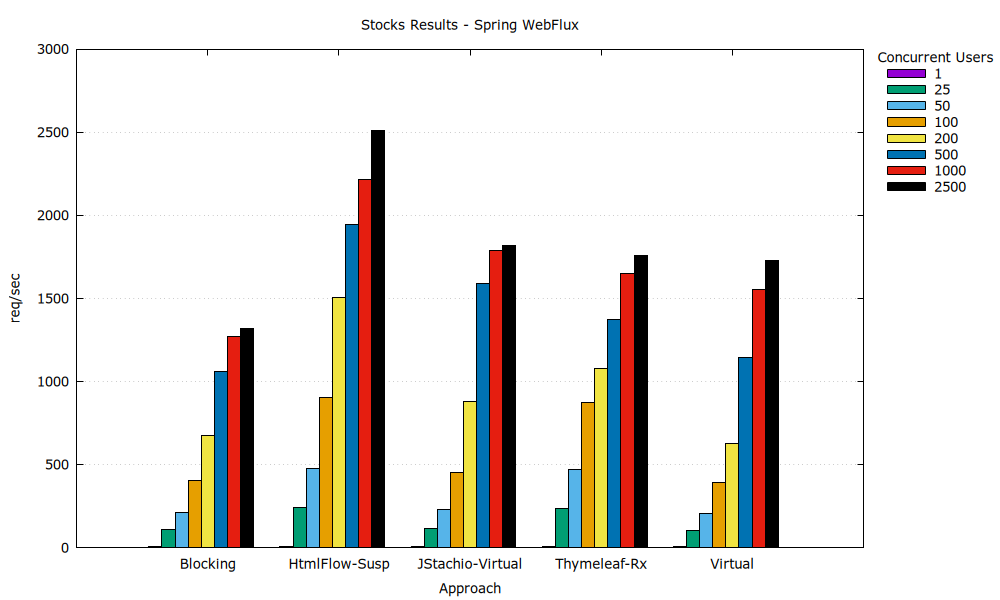 Stocks Results - Spring WebFlux
3000
2500
2000
1500
1000
500
0
req/sec
Blocking
HtmlFlow-Susp
JStachio-Virtual
Thymeleaf-Rx
Virtual
Approach
Concurrent Users
1
25
50
100
200
500
1000
2500